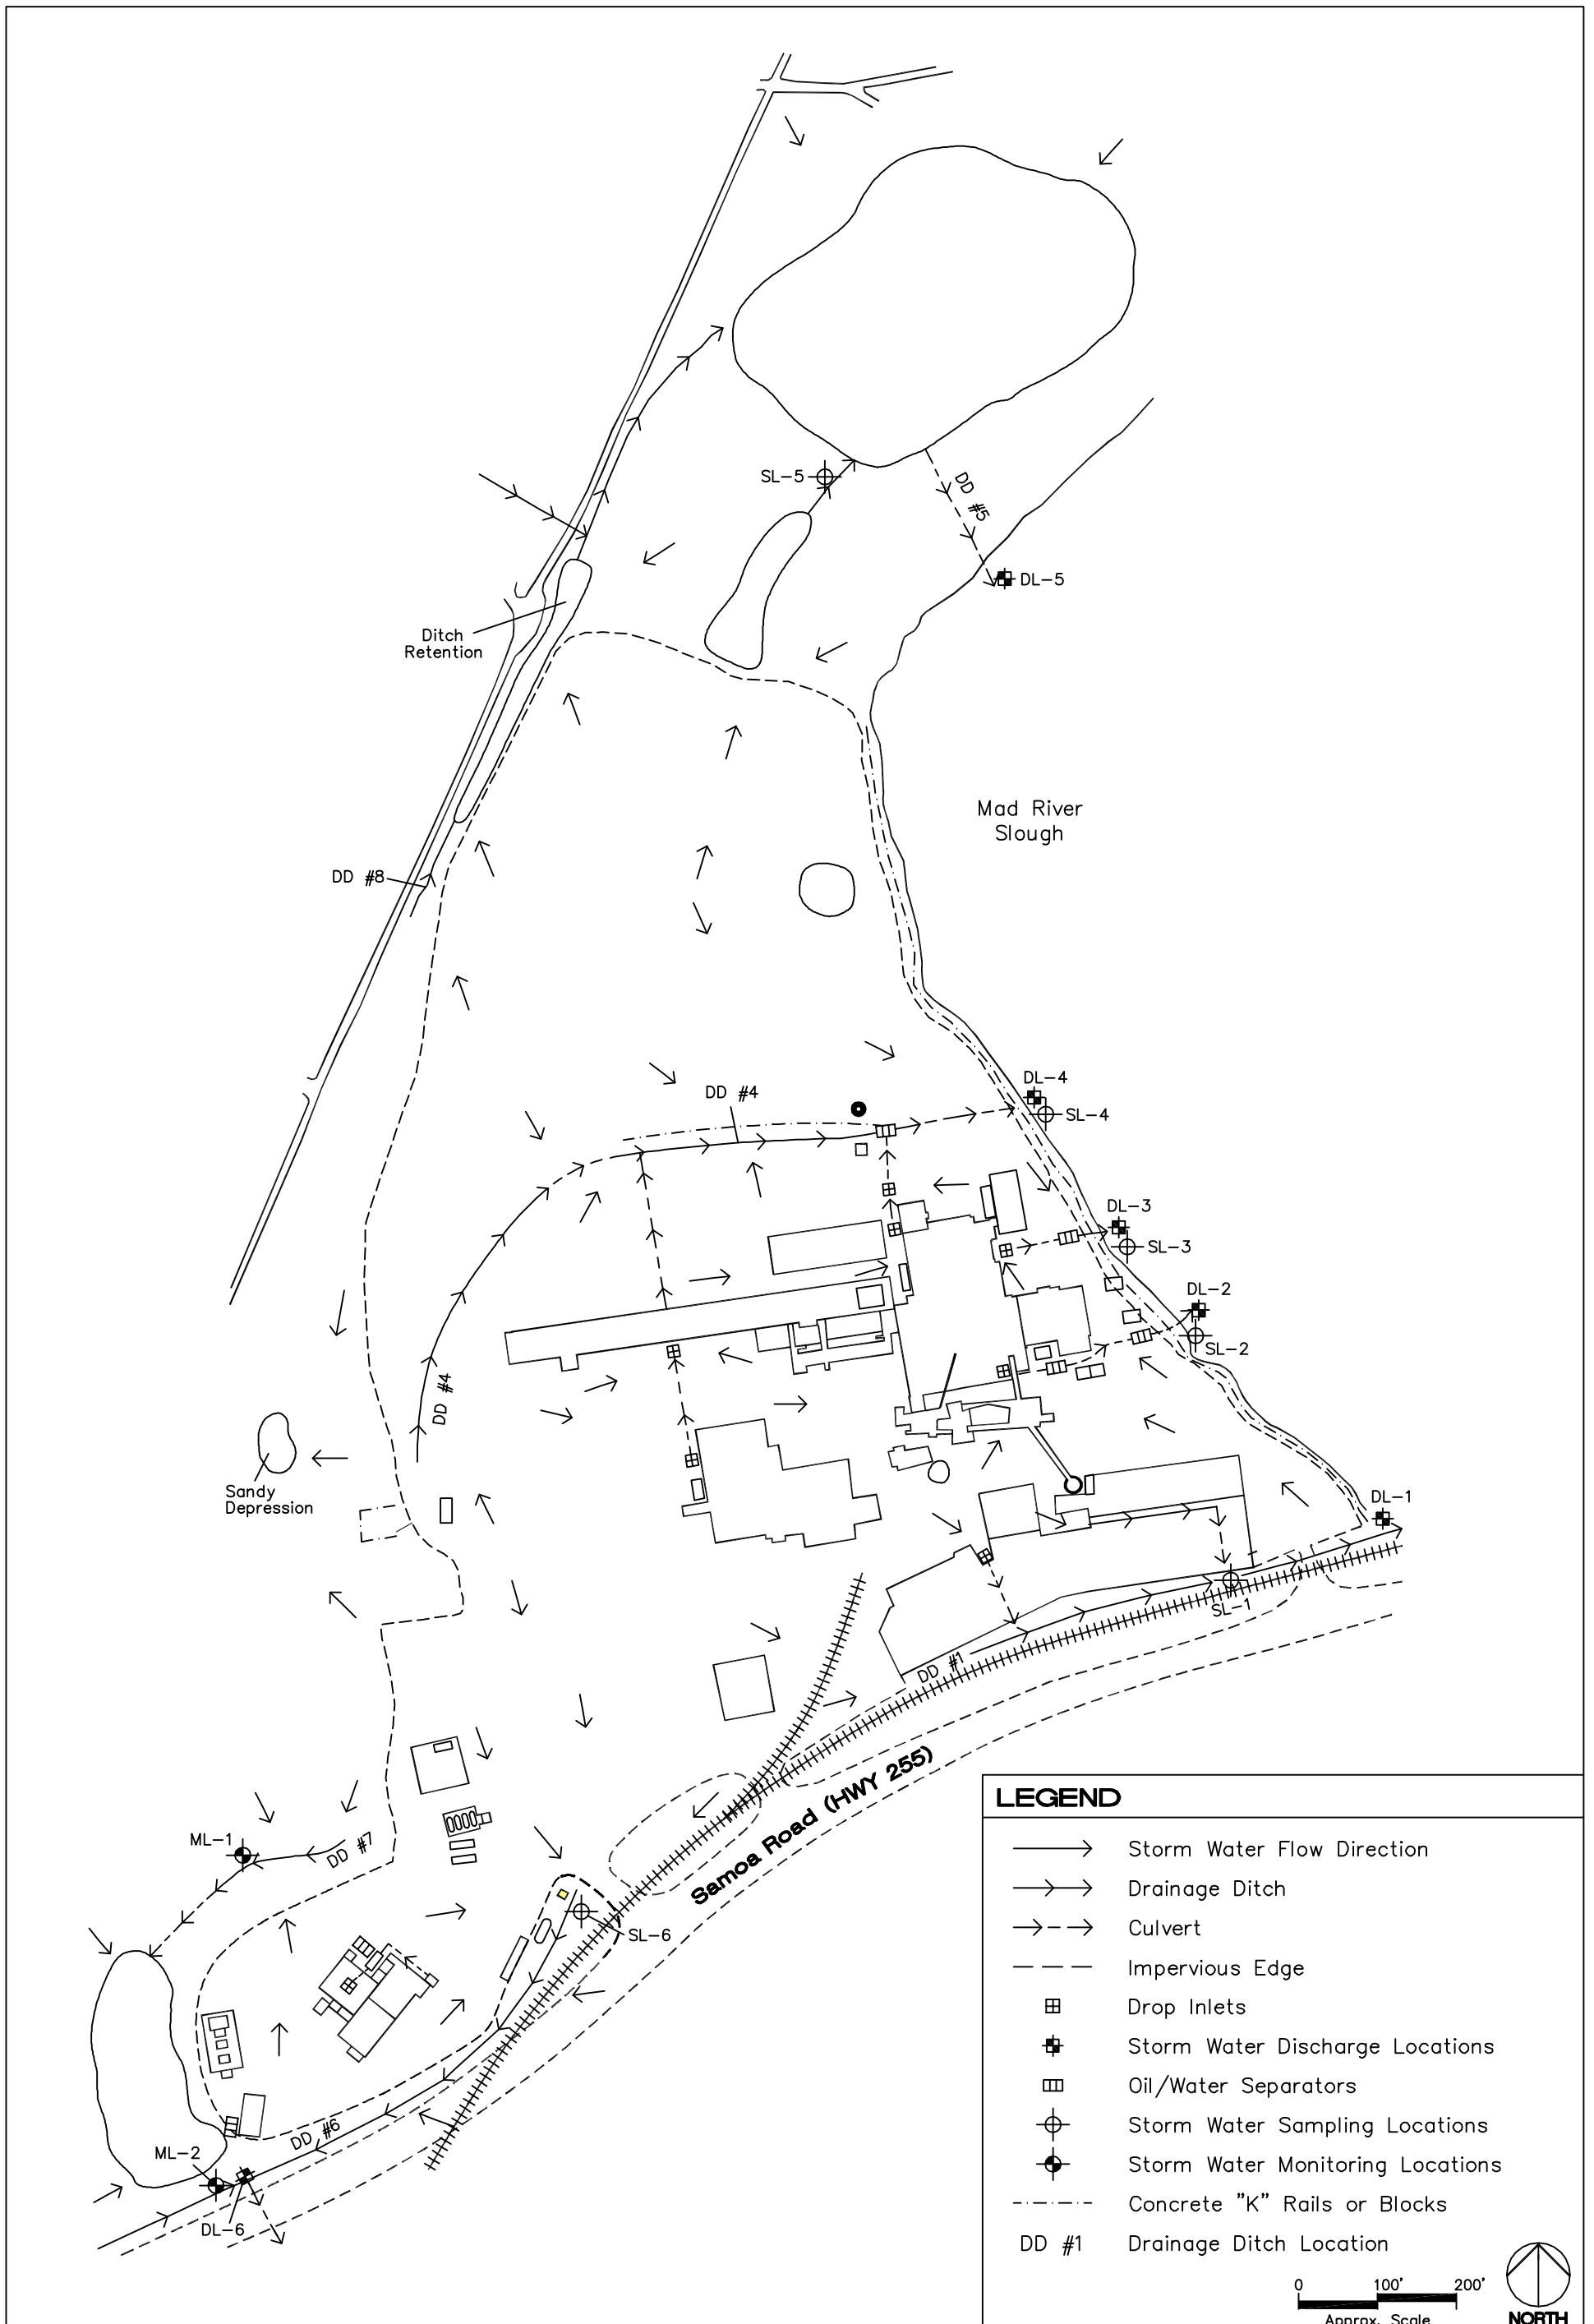 SL-5
DD #5
DL-5
Ditch
Retention
Mad River
Slough
DD #8
DL-4
DD #4
SL-4
DL-3
SL-3
DL-2
SL-2
DD #4
Sandy
Depression
DL-1
SL-1
DD #1
Samoa Road (HWY 255)
ML-1
DD #7
SL-6
DD #6
ML-2
DL-6
LEGEND
Storm Water Flow Direction
Drainage Ditch
Culvert
Impervious Edge
Drop Inlets
Storm Water Discharge Locations
Oil/Water Separators
Storm Water Sampling Locations
Storm Water Monitoring Locations
Concrete "K" Rails or Blocks
DD #1 Drainage Ditch Location
0 100' 200'
Approx. Scale
NORTH